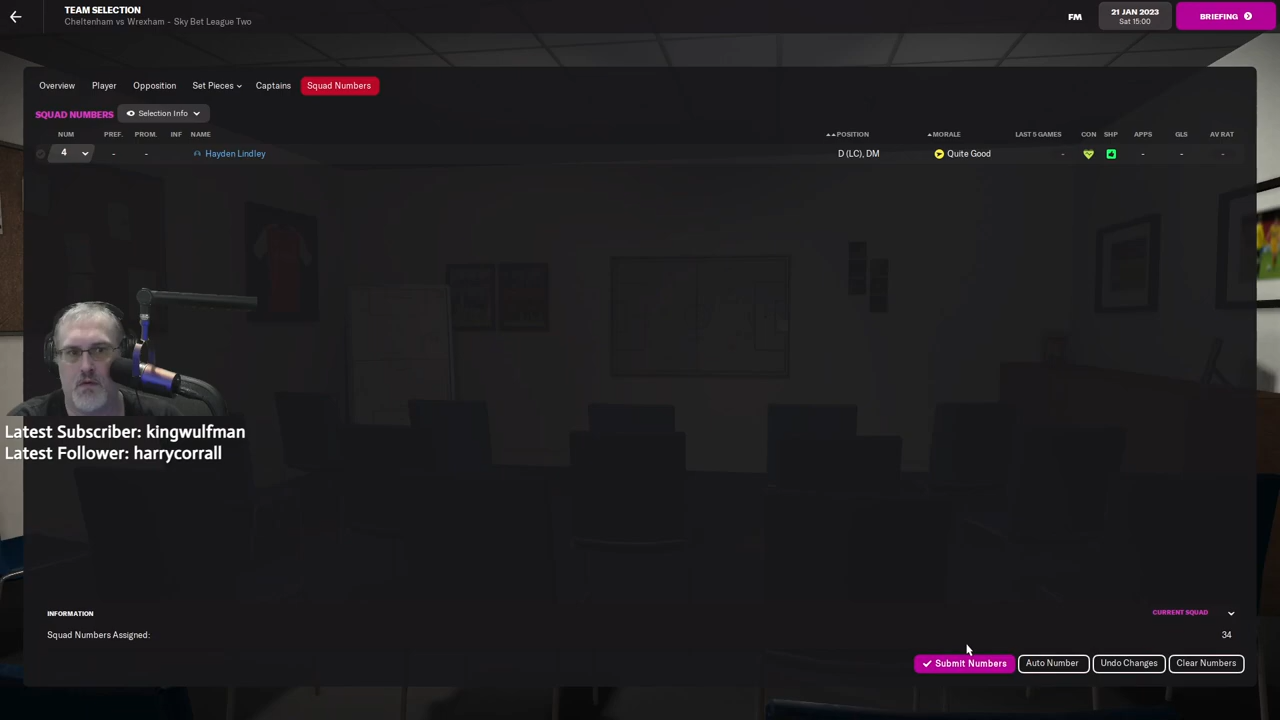 TEAM SELECTION
Cheltenham vs Wrexham - Sky Bet League Two
FM
21 JAN 2023
Sat 15:00
BRIEFING
Overview Player Opposition Set Pieces Captains Squad Numbers
SQUAD NUMBERS Selection Info
NUM PREF. PROM. INF NAME POSITION MORALE LAST 5 GAMES CON SHP APPS GLS AV RAT
4 - - Hayden Lindley D (LC), DM Quite Good - - - -
Latest Subscriber: kingwulfman
Latest Follower: harrycorrall
INFORMATION CURRENT SQUAD
Squad Numbers Assigned: 34
Submit Numbers Auto Number Undo Changes Clear Numbers